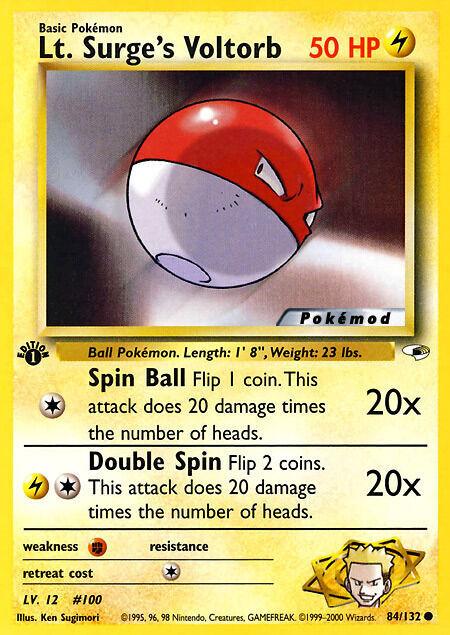 Basic Pokémon
Lt. Surge's Voltorb 50 HP
Pokémod
EDITION
1
Ball Pokémon. Length: 1' 8", Weight: 23 lbs.
Spin Ball Flip 1 coin. This
attack does 20 damage times
the number of heads.
20x
Double Spin Flip 2 coins.
This attack does 20 damage
times the number of heads.
20x
weakness resistance
retreat cost
LV. 12 #100
Illus. Ken Sugimori ©1995, 96, 98 Nintendo, Creatures, GAMEFREAK. ©1999-2000 Wizards. 84/132